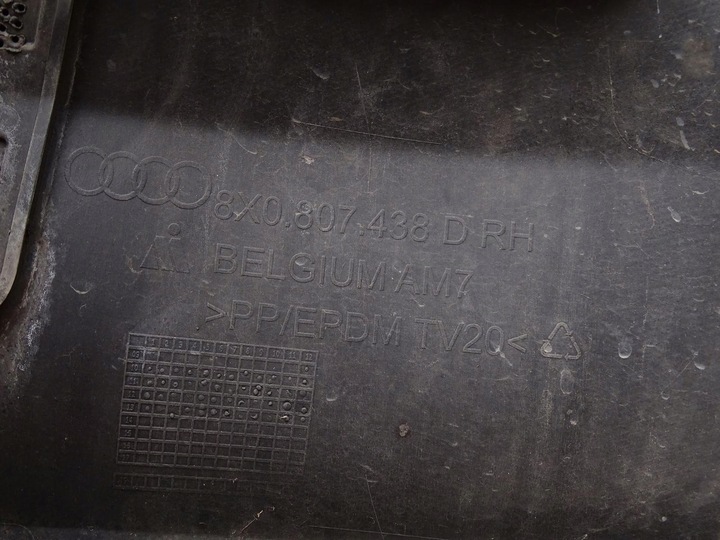 8X0.807.438 D RH
BELGIUM AM7
>PP/EPDM TV20<